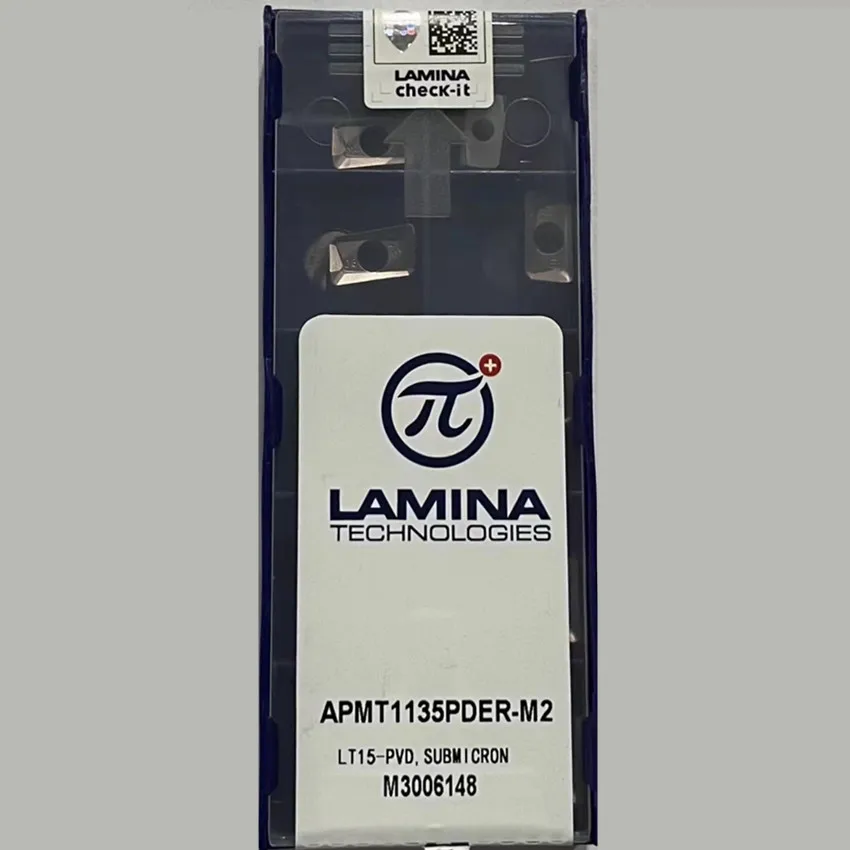 LAMINA
check-it
π
LAMINA
TECHNOLOGIES
APMT1135PDER-M2
LT15-PVD, SUBMICRON
M3006148